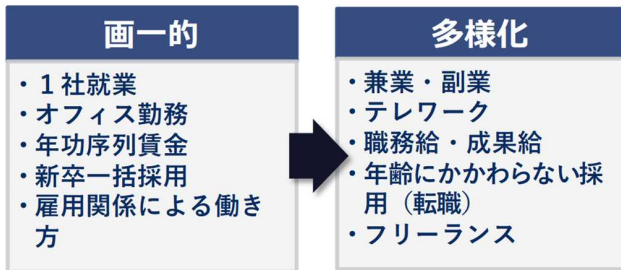 画一的
・１社就業
・オフィス勤務
・年功序列賃金
・新卒一括採用
・雇用関係による働き
方
多様化
・兼業・副業
・テレワーク
・職務給・成果給
・年齢にかかわらない採
用（転職）
・フリーランス